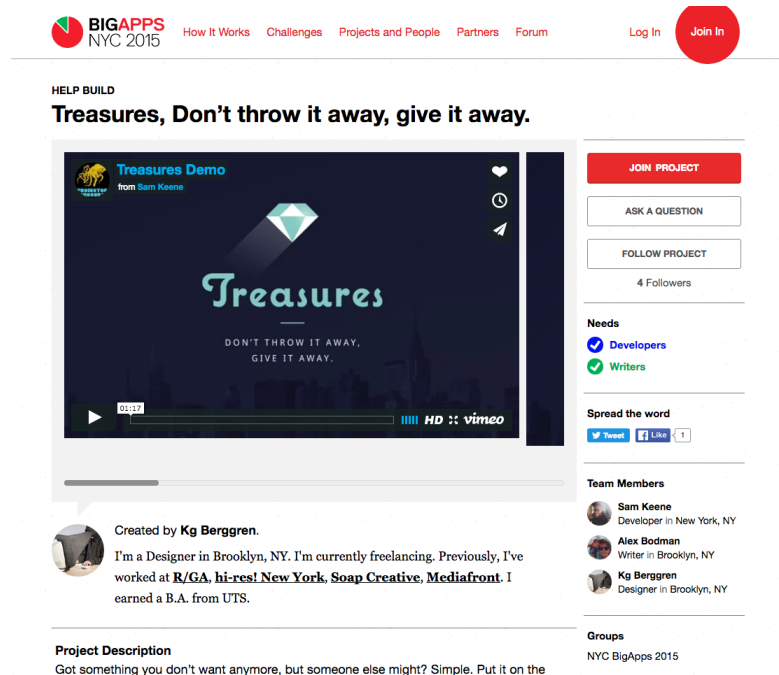 BIGAPPS
NYC 2015
How It Works Challenges Projects and People Partners Forum
Log In
Join In
HELP BUILD
Treasures, Don’t throw it away, give it away.
Treasures Demo
from Sam Keene
Treasures
DON'T THROW IT AWAY,
GIVE IT AWAY.
01:17
HD vimeo
JOIN PROJECT
ASK A QUESTION
FOLLOW PROJECT
4 Followers
Needs
Developers
Writers
Spread the word
Tweet Like 1
Team Members
Sam Keene
Developer in New York, NY
Alex Bodman
Writer in Brooklyn, NY
Kg Berggren
Designer in Brooklyn, NY
Groups
NYC BigApps 2015
Created by Kg Berggren.
I'm a Designer in Brooklyn, NY. I'm currently freelancing. Previously, I've
worked at R/GA, hi-res! New York, Soap Creative, Mediafront. I
earned a B.A. from UTS.
Project Description
Got something you don't want anymore, but someone else might? Simple. Put it on the